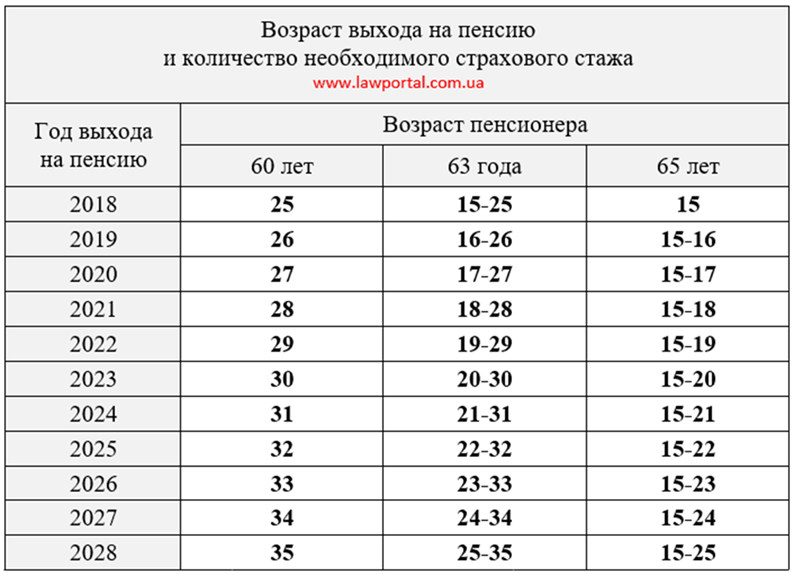 Возраст выхода на пенсию
и количество необходимого страхового стажа
www.lawportal.com.ua
Год выхода
на пенсию
Возраст пенсионера
60 лет 63 года 65 лет
2018 25 15-25 15
2019 26 16-26 15-16
2020 27 17-27 15-17
2021 28 18-28 15-18
2022 29 19-29 15-19
2023 30 20-30 15-20
2024 31 21-31 15-21
2025 32 22-32 15-22
2026 33 23-33 15-23
2027 34 24-34 15-24
2028 35 25-35 15-25